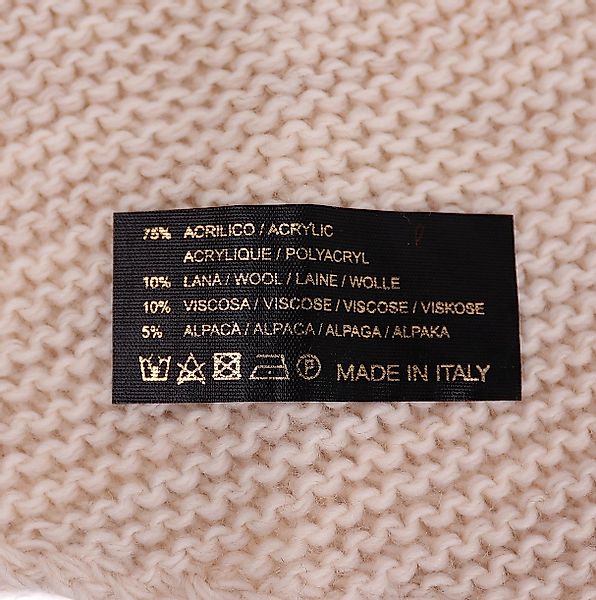 75% ACRILICO / ACRYLIC
ACRYLIQUE / POLYACRYL
10% LANA / WOOL / LAINE / WOLLE
10% VISCOSA / VISCOSE / VISCOSE / VISKOSE
5% ALPACA / ALPACA / ALPAGA / ALPAKA
P MADE IN ITALY